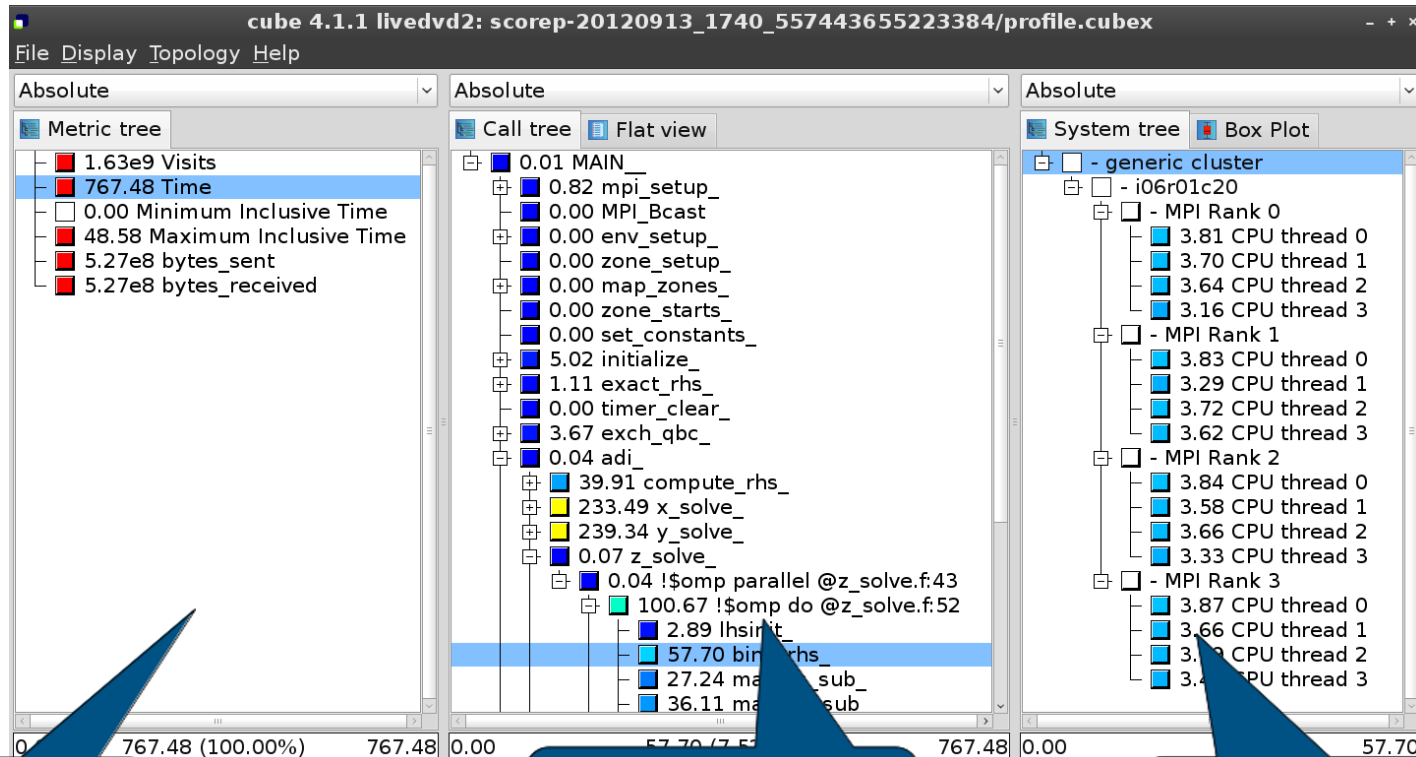 cube 4.1.1 livedvd2: scorep-20120913_1740_557443655223384/profile.cubex
File Display Topology Help
Absolute
Metric tree
1.63e9 Visits
767.48 Time
0.00 Minimum Inclusive Time
48.58 Maximum Inclusive Time
5.27e8 bytes_sent
5.27e8 bytes_received
767.48 (100.00%) 767.48
Absolute
Call tree Flat view
0.01 MAIN__
0.82 mpi_setup_
0.00 MPI_Bcast
0.00 env_setup_
0.00 zone_setup_
0.00 map_zones_
0.00 zone_starts_
0.00 set_constants_
5.02 initialize_
1.11 exact_rhs_
0.00 timer_clear_
3.67 exch_qbc_
0.04 adi_
39.91 compute_rhs_
233.49 x_solve_
239.34 y_solve_
0.07 z_solve_
0.04 !$omp parallel @z_solve.f:43
100.67 !$omp do @z_solve.f:52
2.89
57.70
27.24
36.11
0.00 57.70 767.48
Absolute
System tree Box Plot
- generic cluster
- i06r01c20
- MPI Rank 0
3.81 CPU thread 0
3.70 CPU thread 1
3.64 CPU thread 2
3.16 CPU thread 3
- MPI Rank 1
3.83 CPU thread 0
3.29 CPU thread 1
3.72 CPU thread 2
3.62 CPU thread 3
- MPI Rank 2
3.84 CPU thread 0
3.58 CPU thread 1
3.66 CPU thread 2
3.33 CPU thread 3
- MPI Rank 3
3.87 CPU thread 0
3.66 CPU thread 1
CPU thread 2
thread 3
0.00 57.70